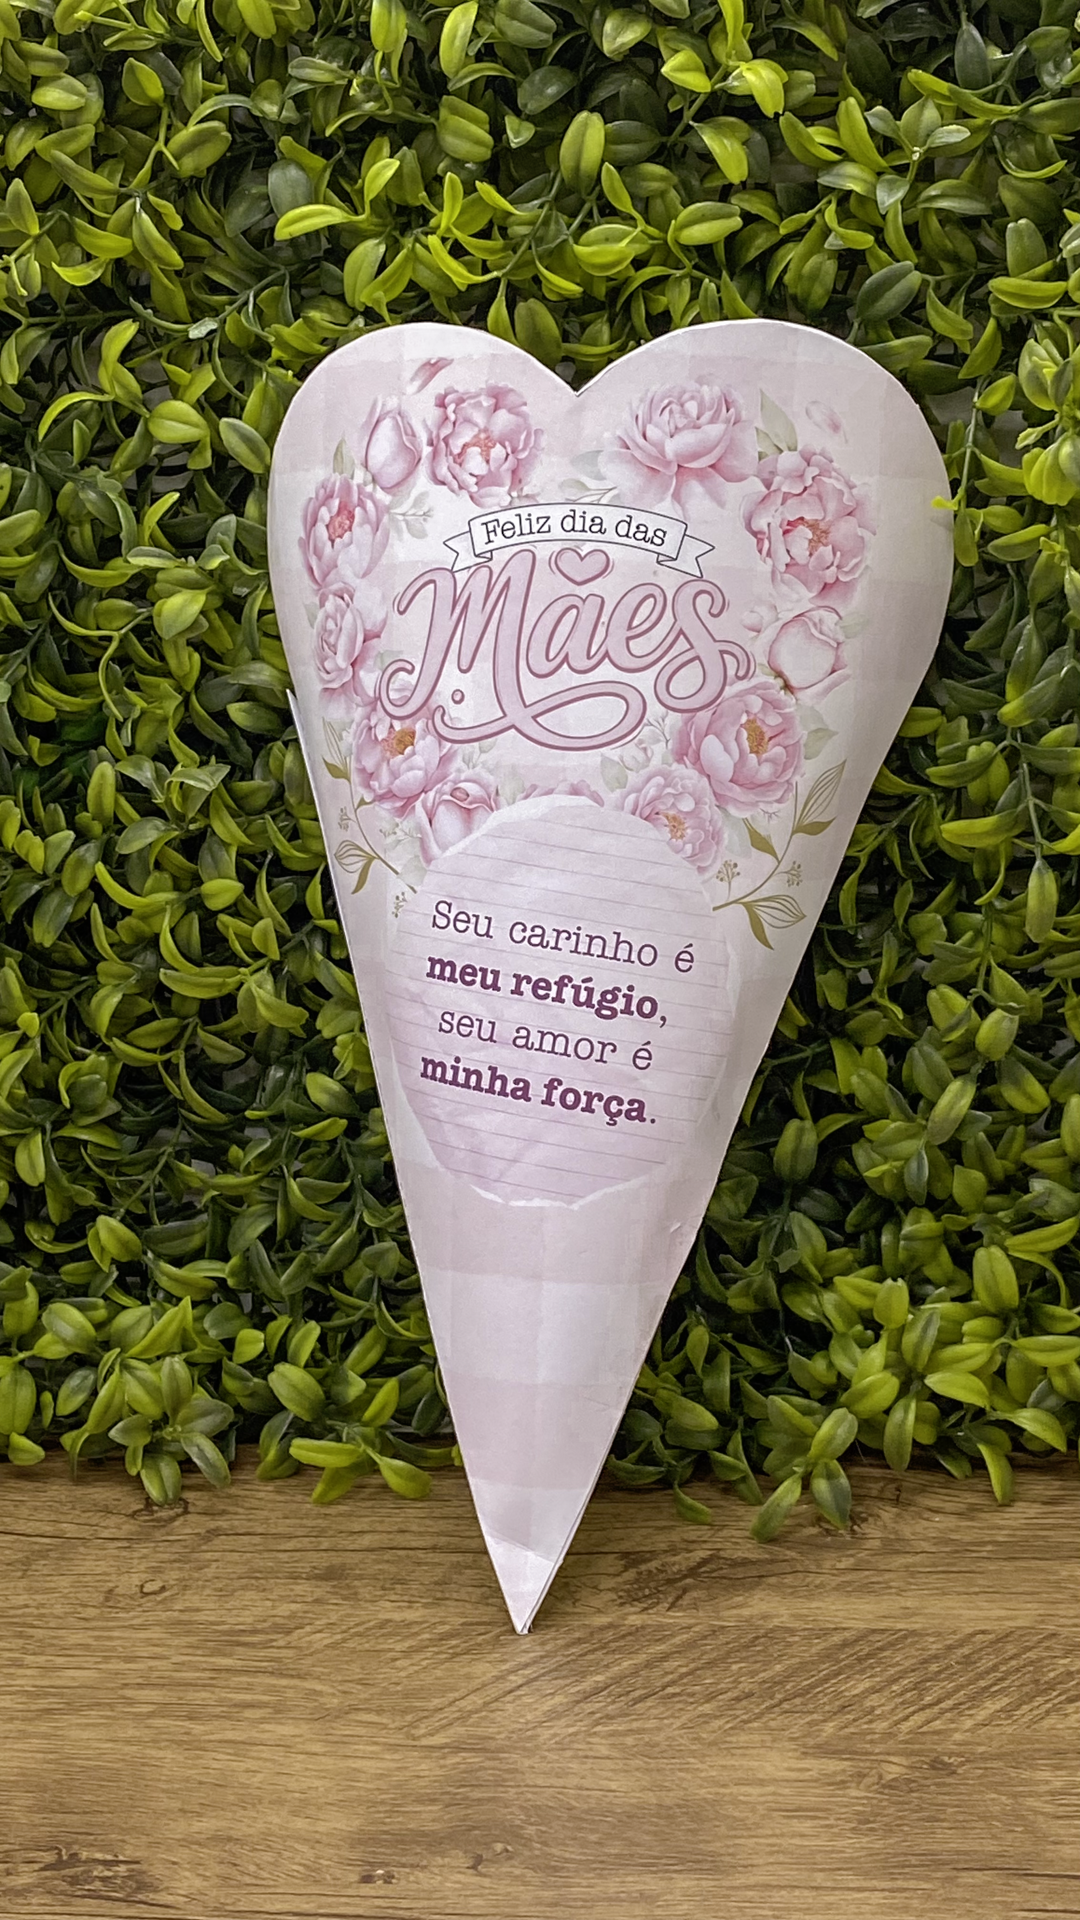 Feliz dia das
Mães
Seu carinho é
meu refúgio,
seu amor é
minha força.